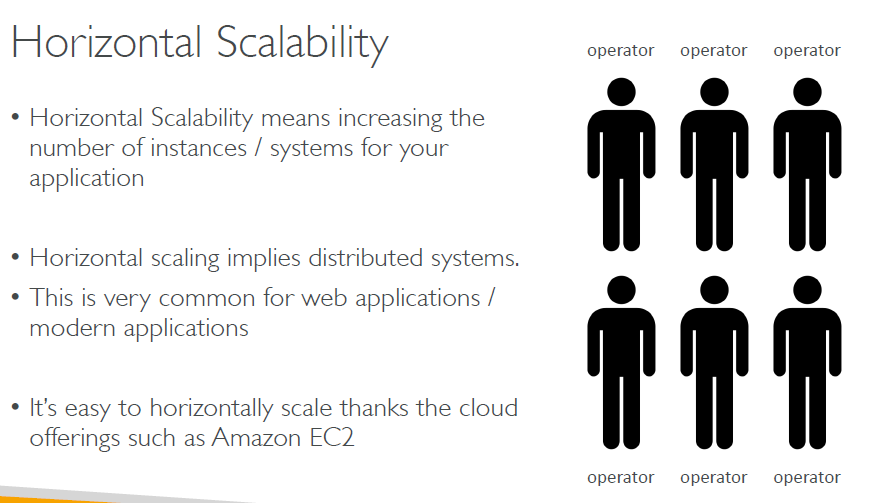 Horizontal Scalability
• Horizontal Scalability means increasing the
number of instances / systems for your
application
• Horizontal scaling implies distributed systems.
• This is very common for web applications /
modern applications
• It's easy to horizontally scale thanks the cloud
offerings such as Amazon EC2
operator operator operator
operator operator operator